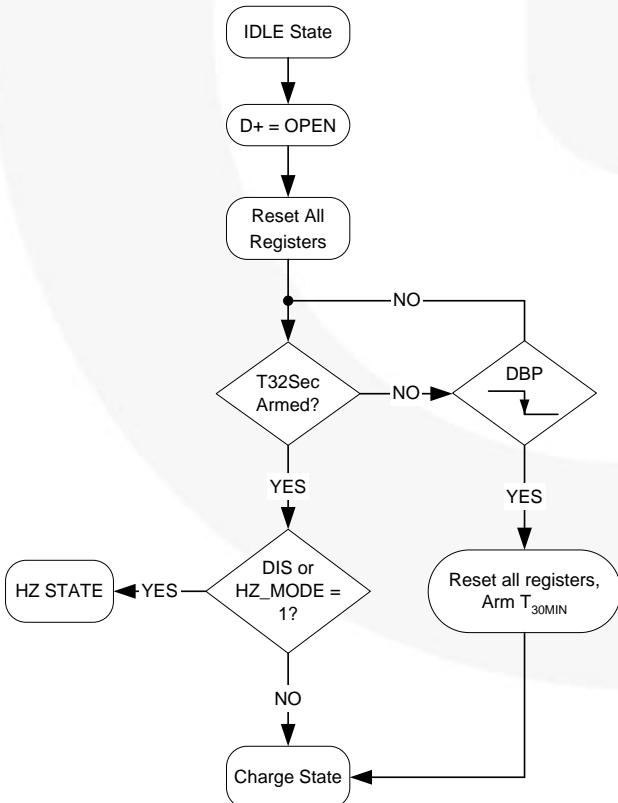 IDLE State
D+ = OPEN
Reset All
Registers
NO
T32Sec
Armed?
NO
DBP
YES
YES
DIS or
HZ_MODE =
1?
YES
HZ STATE
Reset all registers,
Arm T30MIN
NO
Charge State